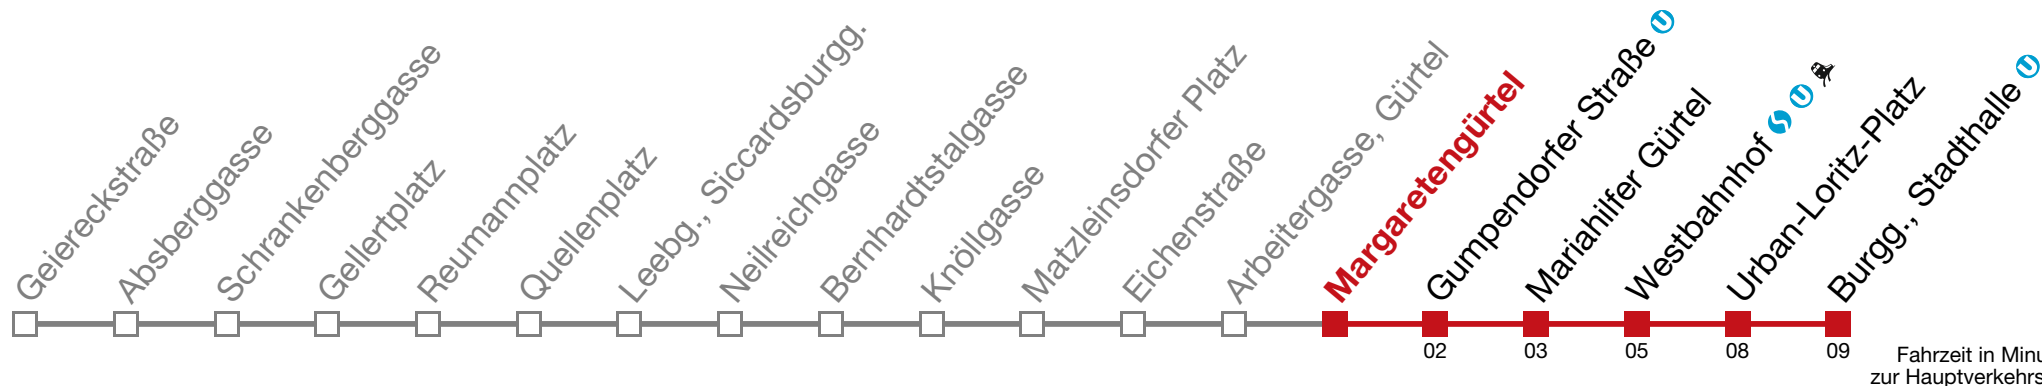 Geiereckstraße
Absberggasse
Schrankenberggasse
Gellertplatz
Reumannplatz
Quellenplatz
Leebg., Siccardsburgg.
Neilreichgasse
Bernhardtstalgasse
Knöllgasse
Matzleinsdorfer Platz
Eichenstraße
Arbeitergasse, Gürtel
Margaretengürtel
Gumpendorfer Straße U
Mariahilfer Gürtel
Westbahnhof S U
Urban-Loritz-Platz
Burgg., Stadthalle U
02 03 05 08 09
Fahrzeit in Minu
zur Hauptverkehrs